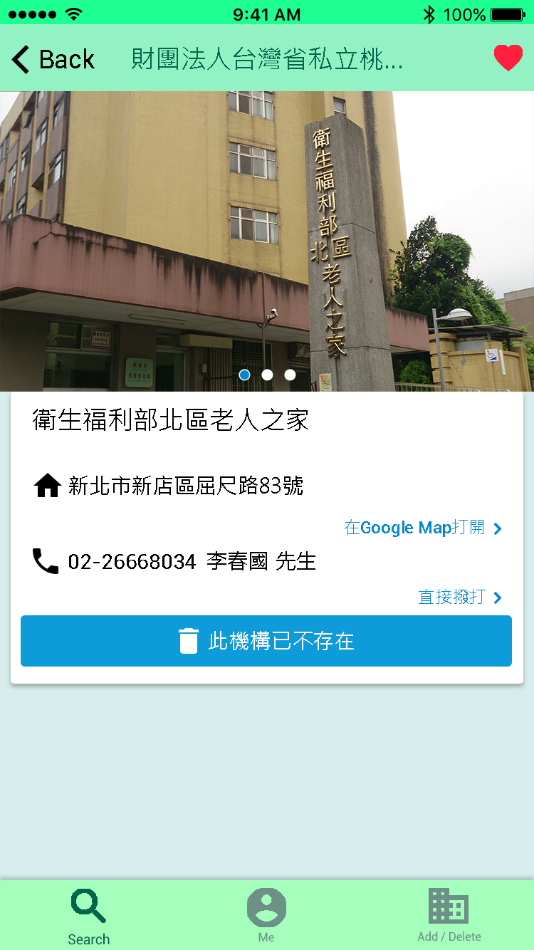 9:41 AM
100%
Back
財團法人台灣省私立桃...
衛生福利部北區老人之家
衛生福利部北區老人之家
新北市新店區屈尺路83號
在Google Map打開
02-26668034 李春國 先生
直接撥打
此機構已不存在
Search
Me
Add / Delete